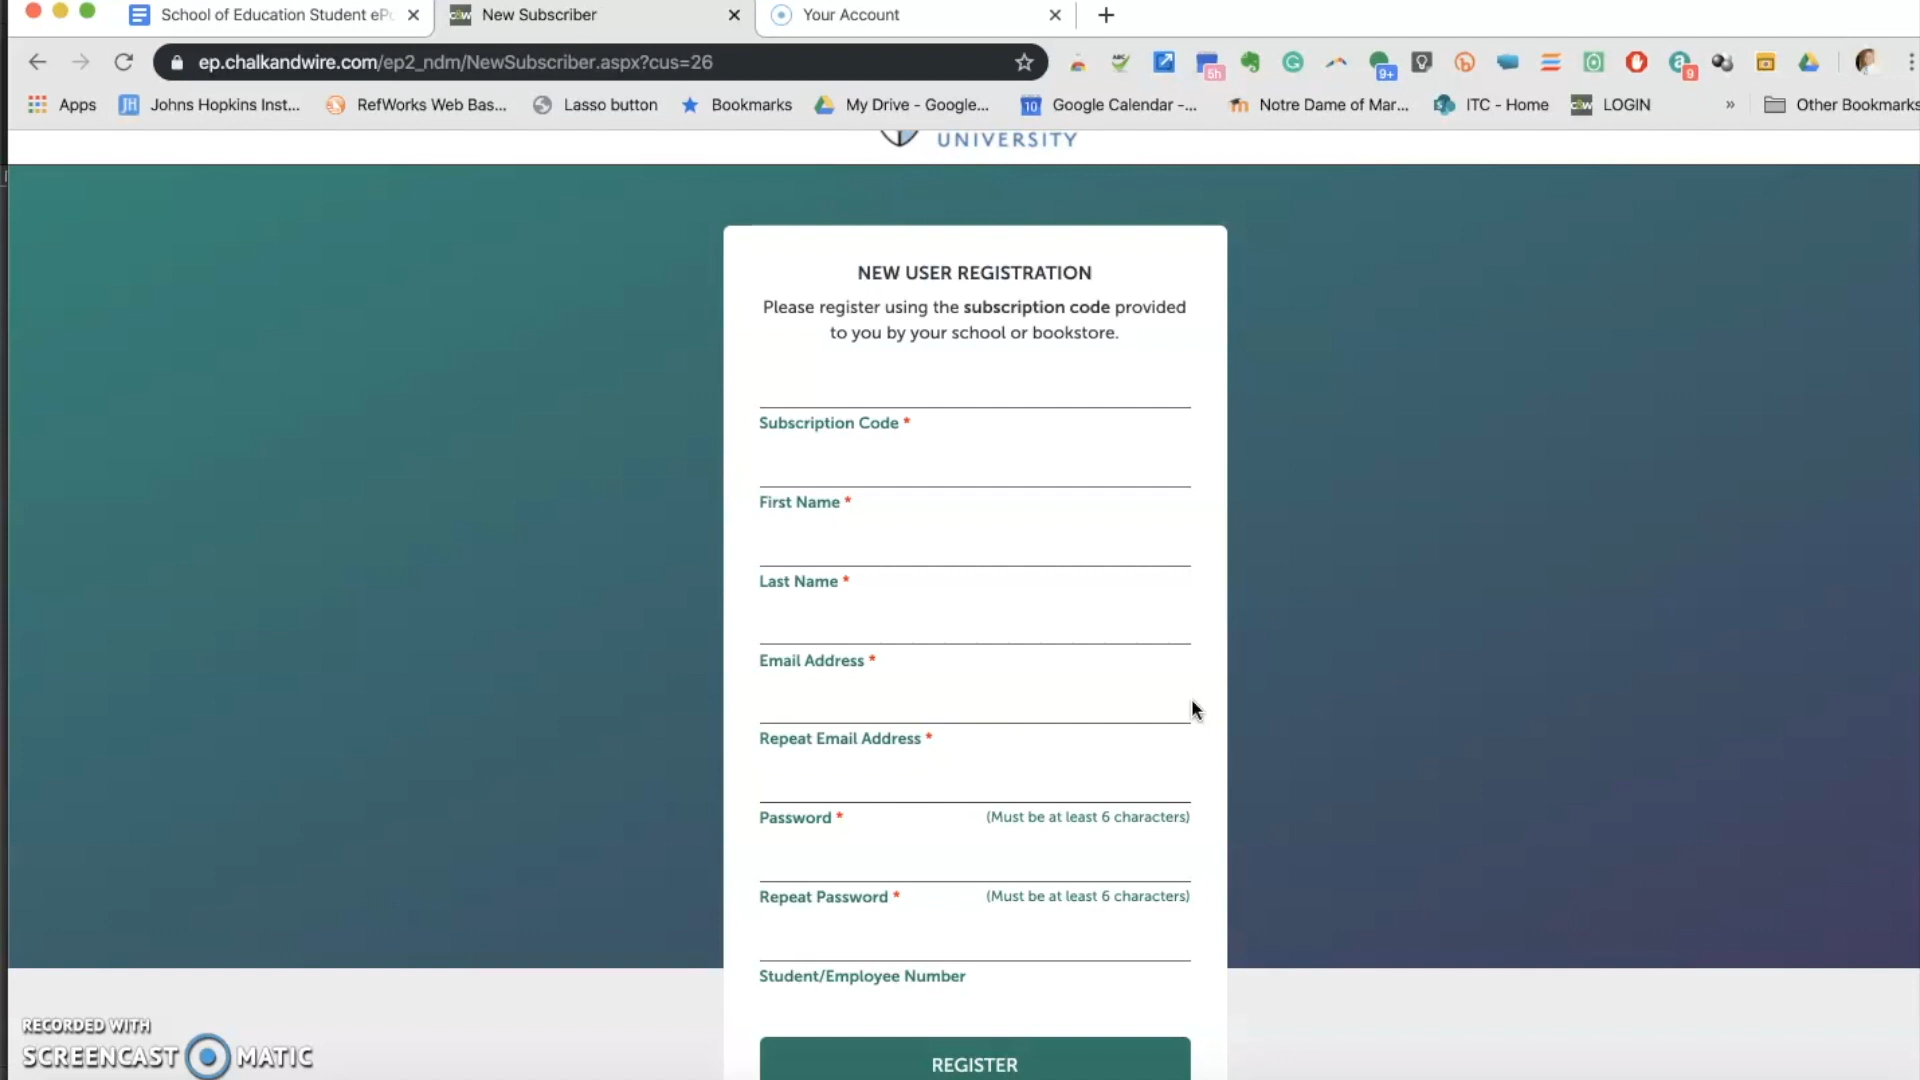 School of Education Student eP
New Subscriber
Your Account
ep.chalkandwire.com/ep2_ndm/NewSubscriber.aspx?cus=26
5h
9+
9
Apps
Johns Hopkins Inst...
RefWorks Web Bas...
Lasso button
Bookmarks
My Drive - Google...
10
Google Calendar -...
Notre Dame of Mar...
ITC - Home
c&w
LOGIN
»
Other Bookmarks
UNIVERSITY
NEW USER REGISTRATION
Please register using the subscription code provided
to you by your school or bookstore.
Subscription Code *
First Name *
Last Name *
Email Address *
Repeat Email Address *
Password * (Must be at least 6 characters)
Repeat Password * (Must be at least 6 characters)
Student/Employee Number
REGISTER
RECORDED WITH
SCREENCAST MATIC